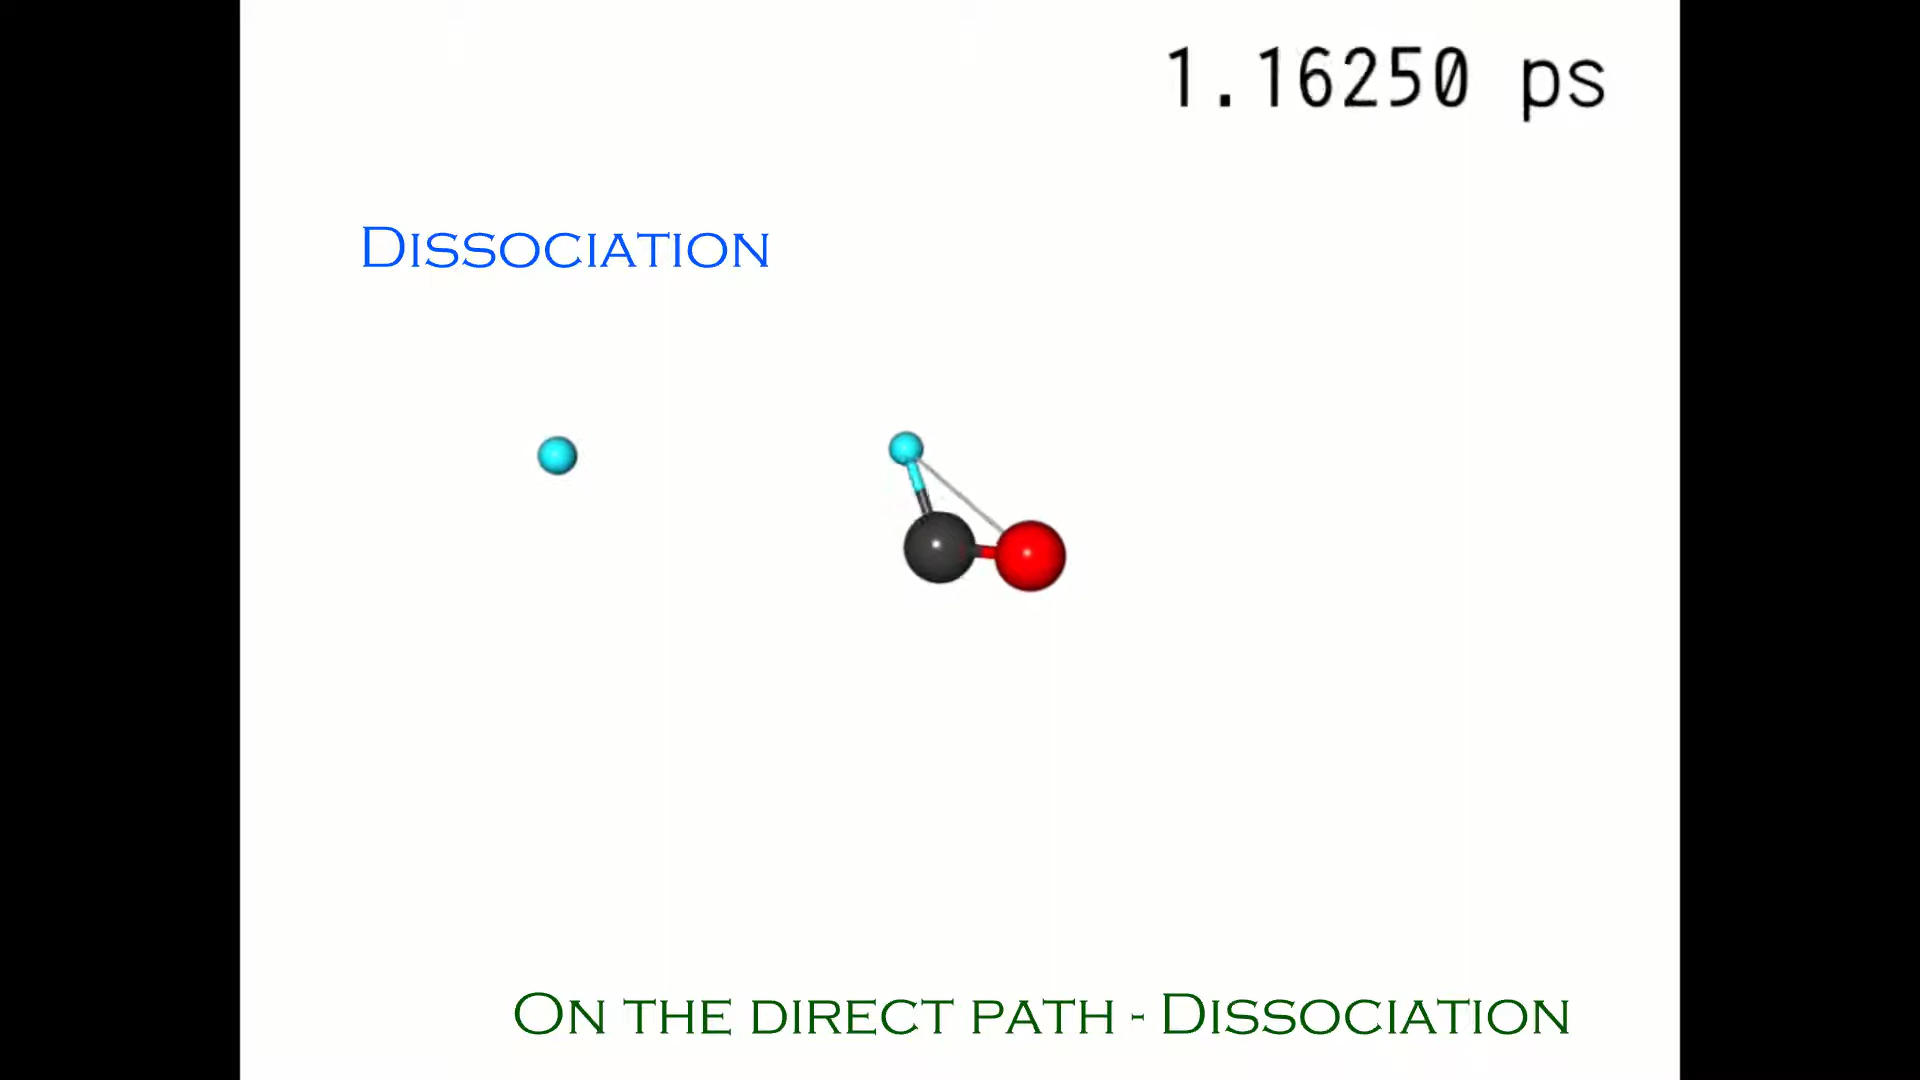 1.16250 ps
Dissociation
On the direct path - Dissociation